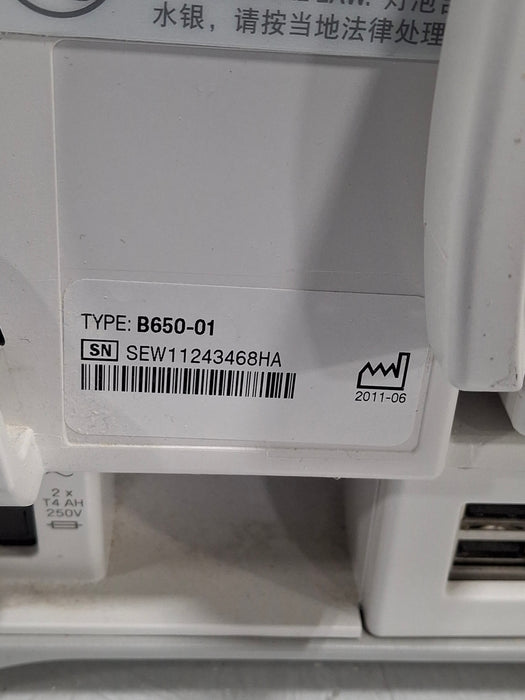 LAW.
水银，请按当地法律处理
TYPE: B650-01
SN SEW11243468HA
2011-06
2 x
T4 AH
250V